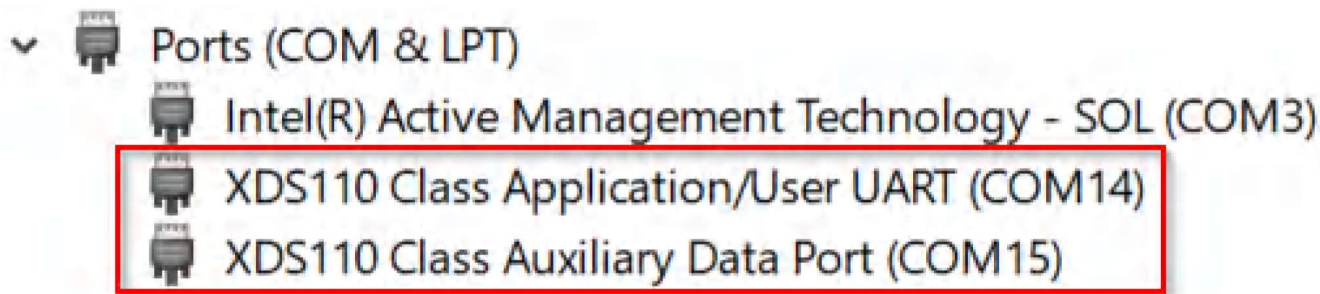 Ports (COM & LPT)
Intel(R) Active Management Technology - SOL (COM3)
XDS110 Class Application/User UART (COM14)
XDS110 Class Auxiliary Data Port (COM15)